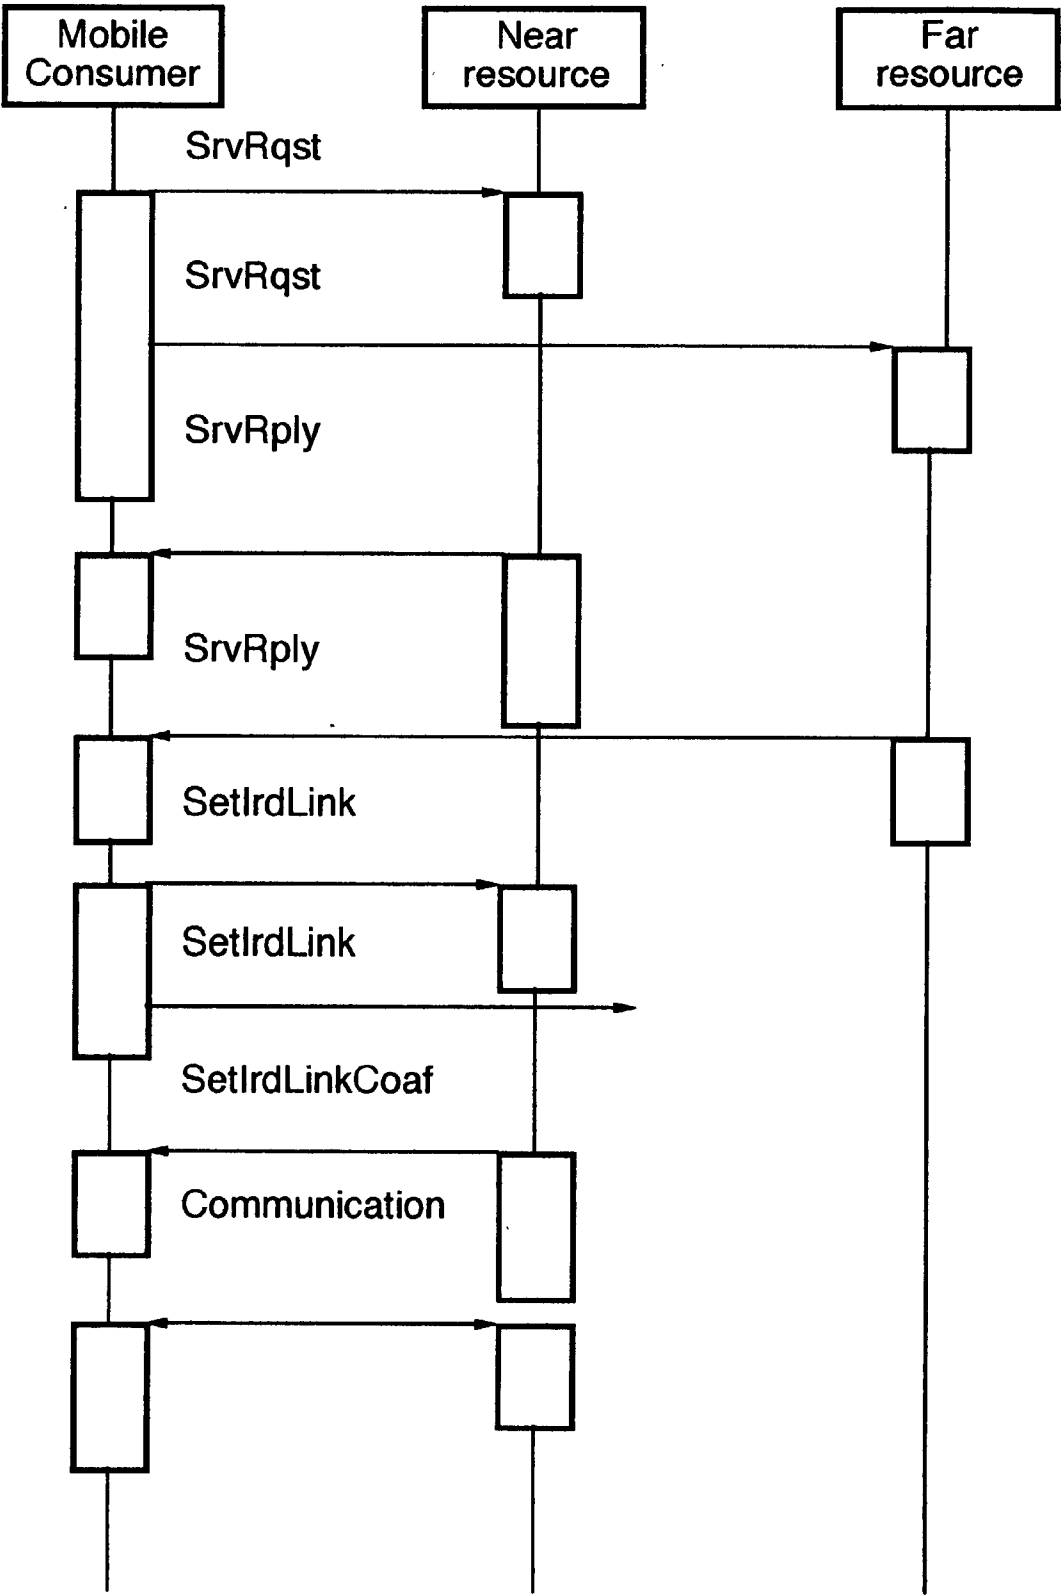 Mobile
Consumer
Near
resource
Far
resource
SrvRqst
SrvRqst
SrvRply
SrvRply
SetIrdLink
SetIrdLink
SetIrdLinkCoaf
Communication